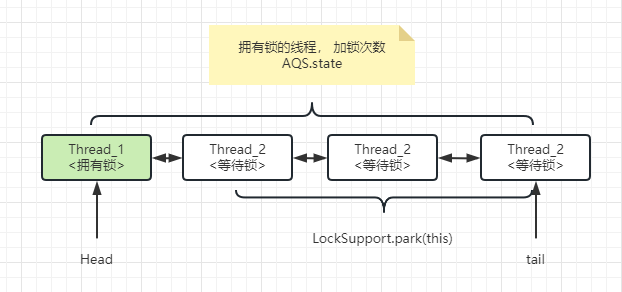 拥有锁的线程， 加锁次数
AQS.state
Thread_1
<拥有锁>
Thread_2
<等待锁>
Thread_2
<等待锁>
Thread_2
<等待锁>
LockSupport.park(this)
Head
tail